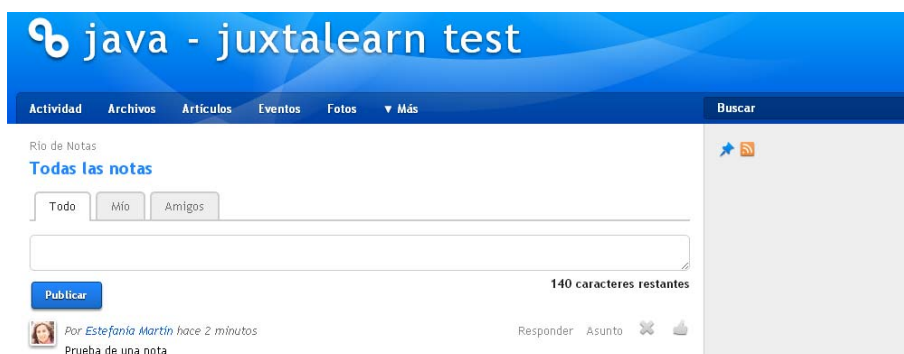 java - juxtalearn test
Actividad Archivos Artículos Eventos Fotos ▼ Más Buscar
Río de Notas
Todas las notas
Todo Mío Amigos
140 caracteres restantes
Publicar
Por Estefanía Martín hace 2 minutos Responder Asunto
Prueba de una nota